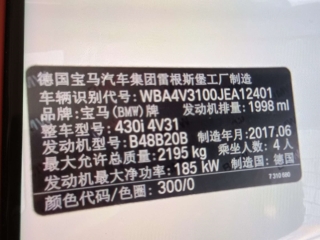 德国宝马汽车集团雷根斯堡工厂制造
车辆识别代号: WBA4V3100JEA12401
品牌: 宝马(BMW)牌 发动机排量: 1998 ml
整车型号: 430i 4V31
发动机型号: B48B20B 制造年月: 2017.06
最大允许总质量: 2195 kg 乘坐人数: 4 人
发动机最大净功率: 185 kW 制造国: 德国
颜色代码/色圈: 300/0